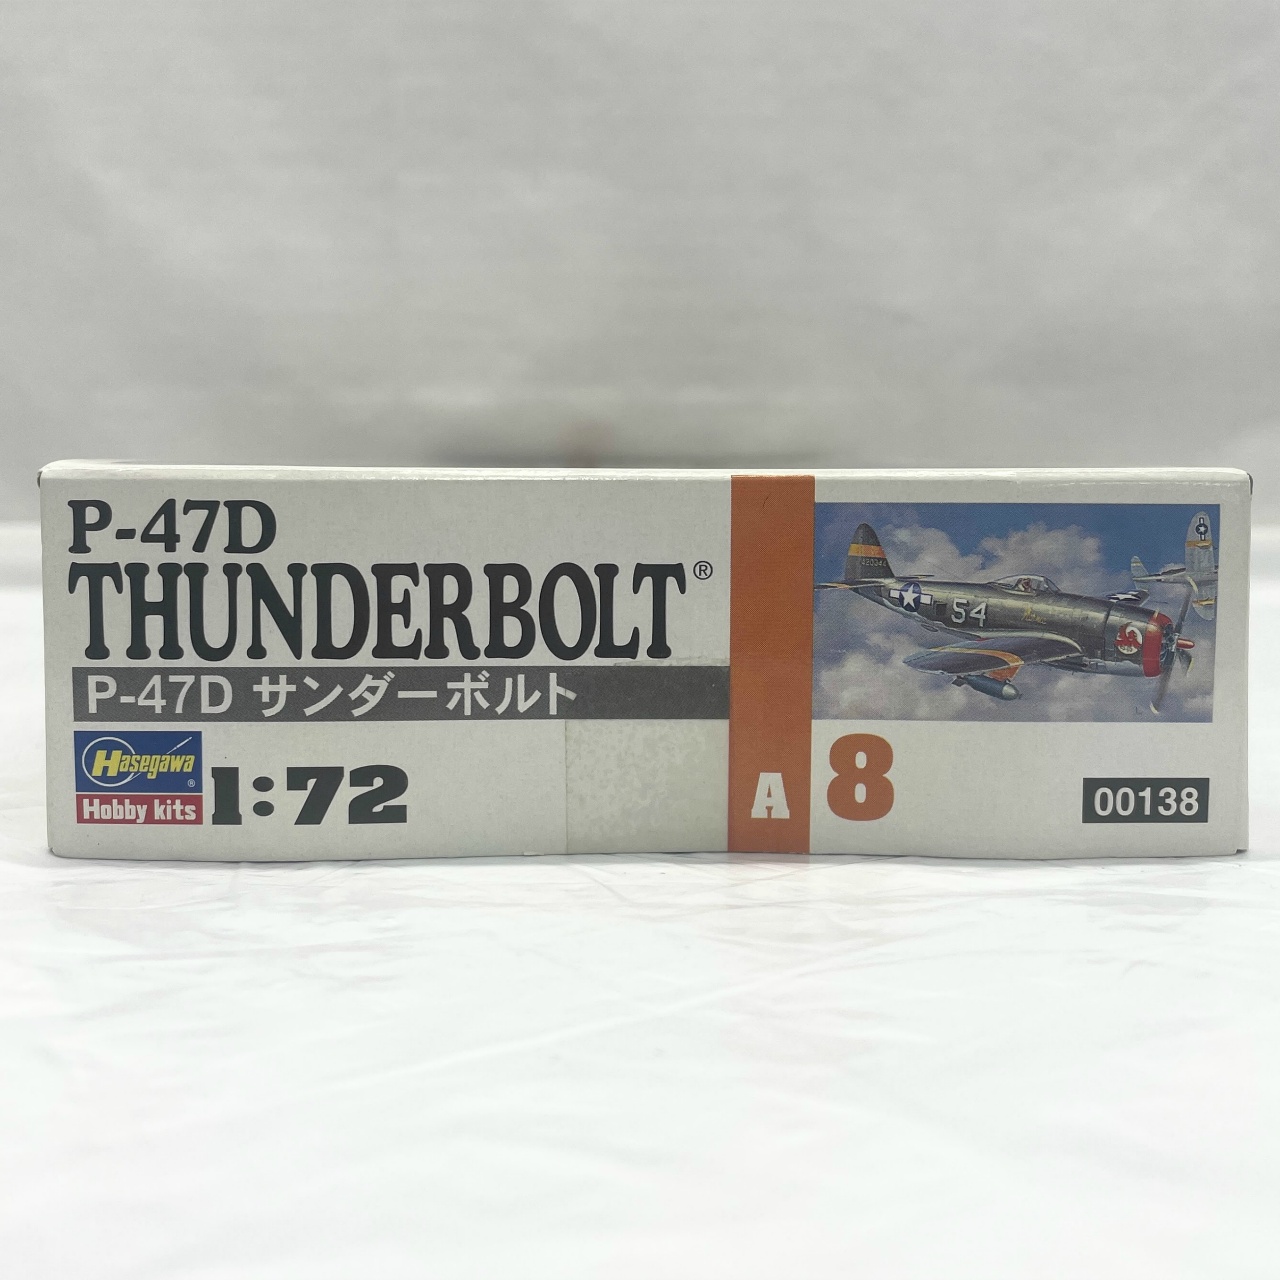 P-47D
THUNDERBOLT®
P-47D サンダーボルト
Hasegawa®
Hobby kits
1:72
A 8
00138
54